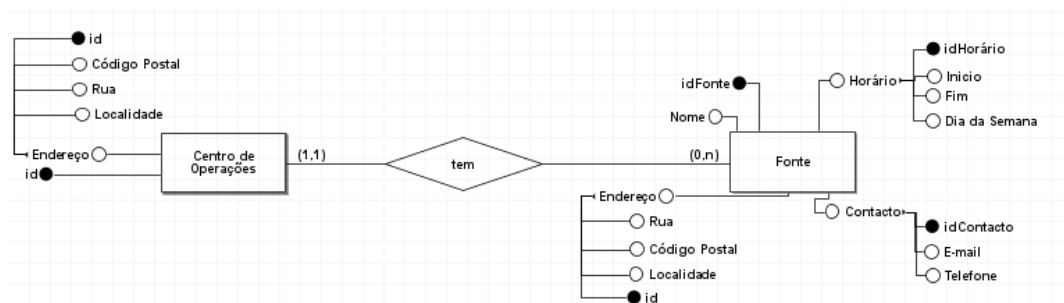 id
Código Postal
Rua
Localidade
Endereço
id
Centro de
Operações
(1,1)
tem
(0,n)
Fonte
idFonte
Nome
Horário
idHorário
Inicio
Fim
Dia da Semana
Endereço
Rua
Código Postal
Localidade
id
Contacto
idContacto
E-mail
Telefone